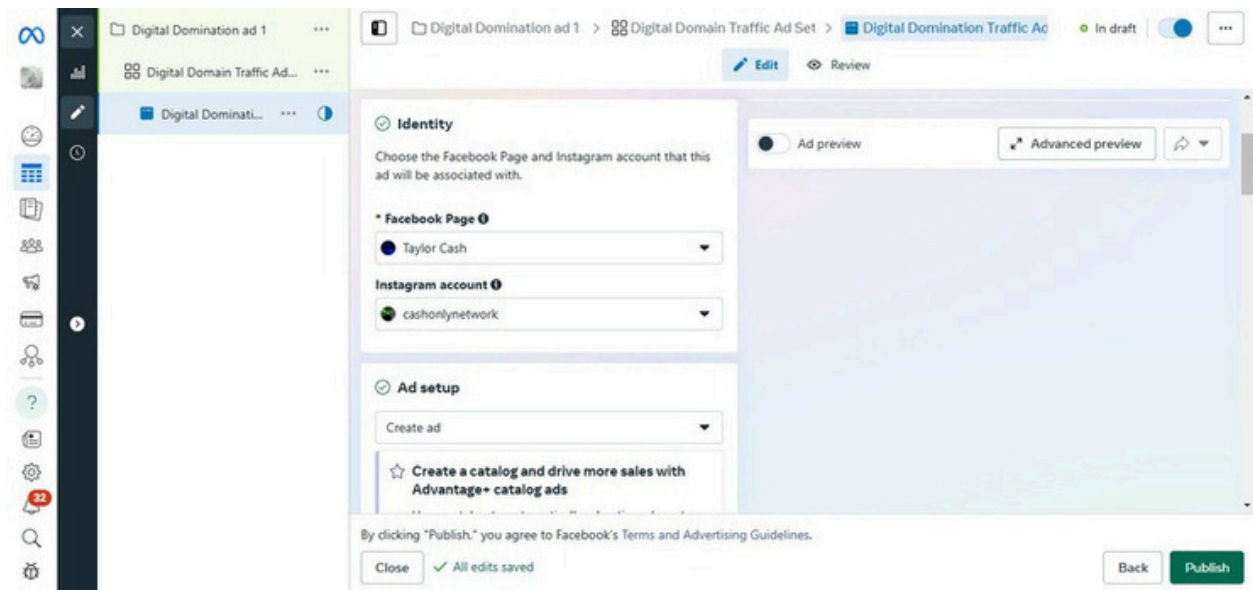 Digital Domination ad 1 ...
Digital Domain Traffic Ad... ...
Digital Dominati... ...
Digital Domination ad 1 > Digital Domain Traffic Ad Set > Digital Domination Traffic Ad
In draft
...
Edit
Review
Identity
Choose the Facebook Page and Instagram account that this
ad will be associated with.
* Facebook Page
Taylor Cash
Instagram account
cashonlynetwork
Ad preview
Advanced preview
Ad setup
Create ad
Create a catalog and drive more sales with
Advantage+ catalog ads
By clicking "Publish," you agree to Facebook's Terms and Advertising Guidelines.
Close
All edits saved
Back
Publish
?
32